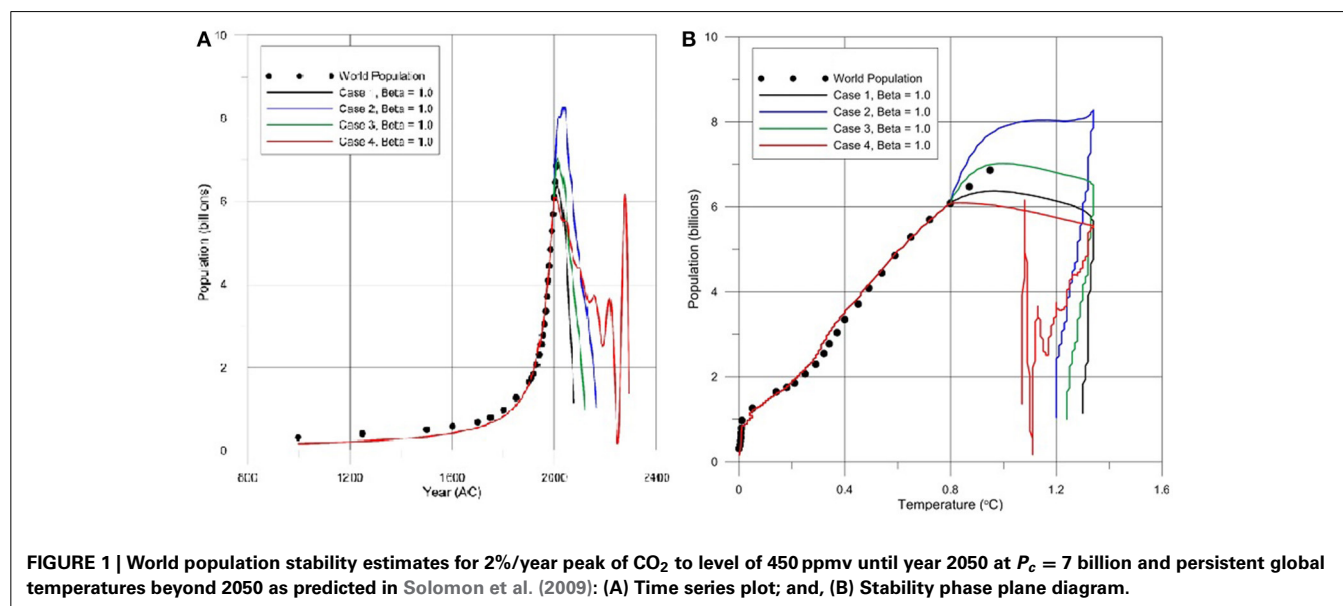 A
10
World Population
Case 1, Beta = 1.0
Case 2, Beta = 1.0
Case 3, Beta = 1.0
Case 4, Beta = 1.0
8
6
4
2
0
Population (billions)
800
1200
1600
2000
2400
Year (AC)
B
10
World Population
Case 1, Beta = 1.0
Case 2, Beta = 1.0
Case 3, Beta = 1.0
Case 4, Beta = 1.0
8
6
4
2
0
Population (billions)
0
0.4
0.8
1.2
1.6
Temperature (°C)
FIGURE 1 | World population stability estimates for 2%/year peak of CO₂ to level of 450 ppmv until year 2050 at Pc = 7 billion and persistent global
temperatures beyond 2050 as predicted in Solomon et al. (2009): (A) Time series plot; and, (B) Stability phase plane diagram.